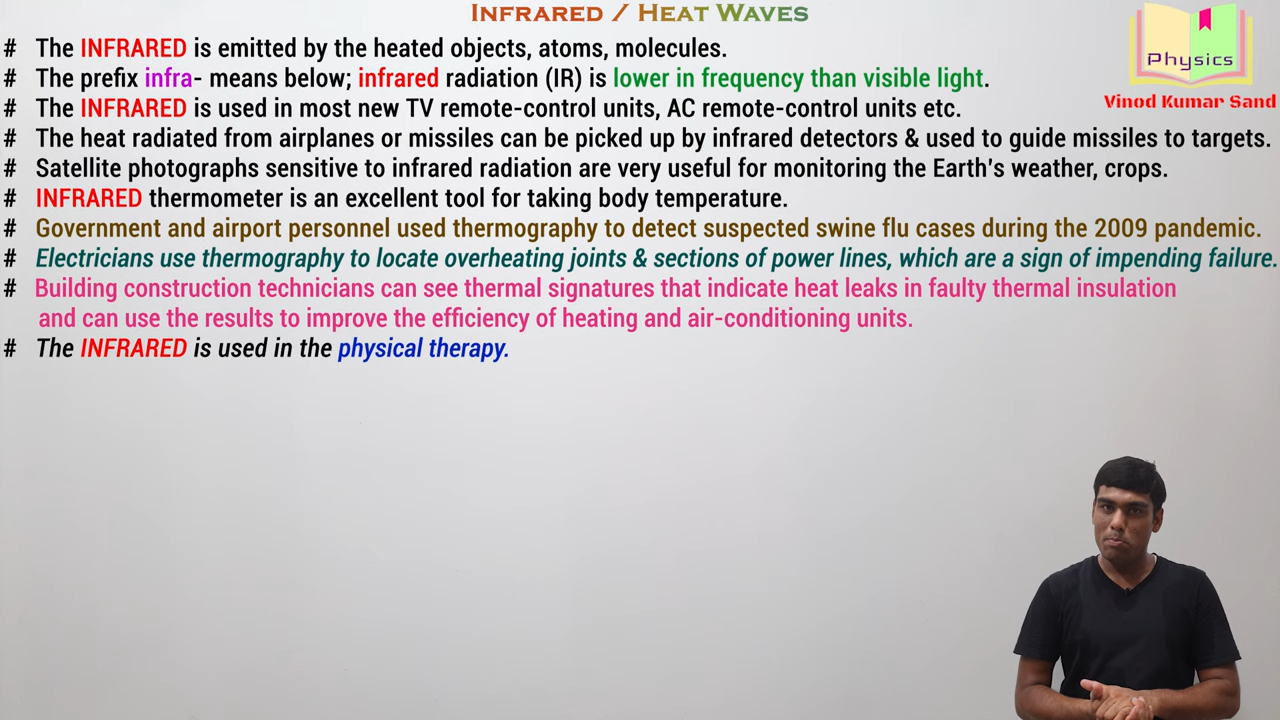 INFRARED / HEAT WAVES
# The INFRARED is emitted by the heated objects, atoms, molecules.
# The prefix infra- means below; infrared radiation (IR) is lower in frequency than visible light.
# The INFRARED is used in most new TV remote-control units, AC remote-control units etc.
# The heat radiated from airplanes or missiles can be picked up by infrared detectors & used to guide missiles to targets.
# Satellite photographs sensitive to infrared radiation are very useful for monitoring the Earth's weather, crops.
# INFRARED thermometer is an excellent tool for taking body temperature.
# Government and airport personnel used thermography to detect suspected swine flu cases during the 2009 pandemic.
# Electricians use thermography to locate overheating joints & sections of power lines, which are a sign of impending failure.
# Building construction technicians can see thermal signatures that indicate heat leaks in faulty thermal insulation
and can use the results to improve the efficiency of heating and air-conditioning units.
# The INFRARED is used in the physical therapy.
Physics
Vinod Kumar Sand